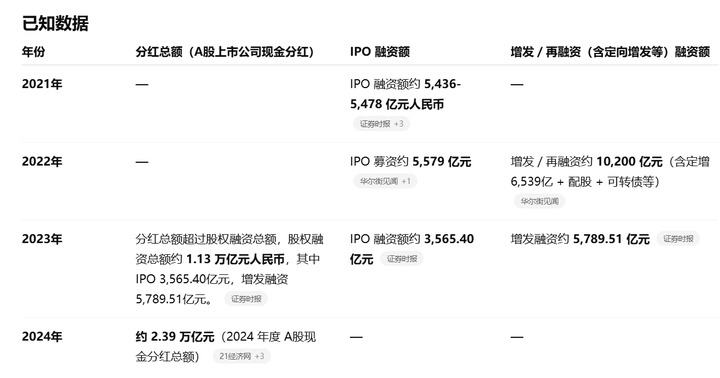 已知数据
年份 分红总额（A股上市公司现金分红） IPO 融资额 增发 / 再融资（含定向增发等）融资额
2021年 — IPO 融资额约 5,436- —
5,478 亿元人民币
证券时报 +3
2022年 — IPO 募资约 5,579 亿元 增发 / 再融资约 10,200 亿元（含定增
华尔街见闻 +1 6,539亿 + 配股 + 可转债等）
华尔街见闻
2023年 分红总额超过股权融资总额，股权融 IPO 融资额约 3,565.40 增发融资约 5,789.51 亿元 证券时报
资总额约 1.13 万亿元人民币，其中 亿元 证券时报
IPO 3,565.40亿元，增发融资
5,789.51亿元。 证券时报
2024年 约 2.39 万亿元（2024 年度 A股现 — —
金分红总额） 21经济网 +3